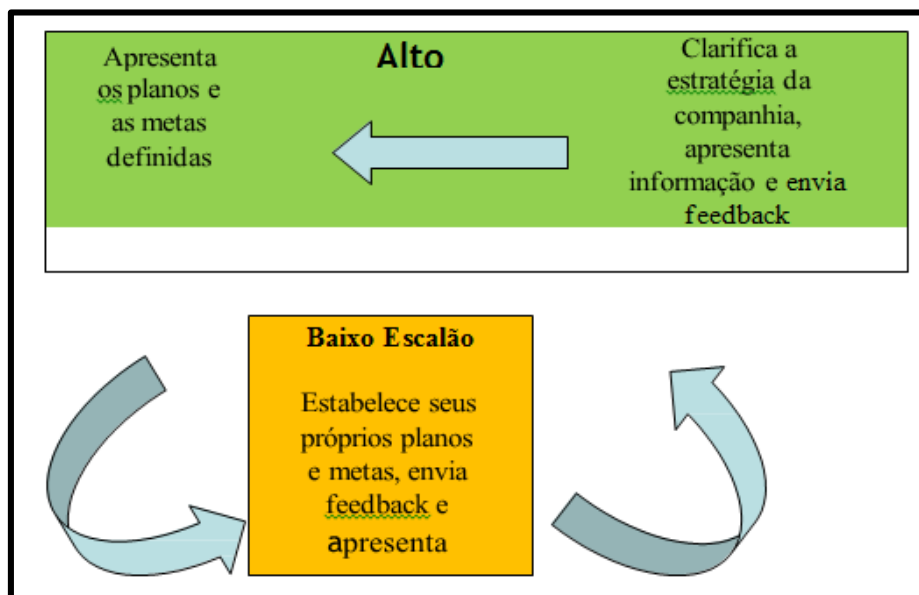 Apresenta
os planos e
as metas
definidas
Alto
Clarifica a
estratégia da
companhia,
apresenta
informação e envia
feedback
Baixo Escalão
Estabelece seus
próprios planos
e metas, envia
feedback e
apresenta